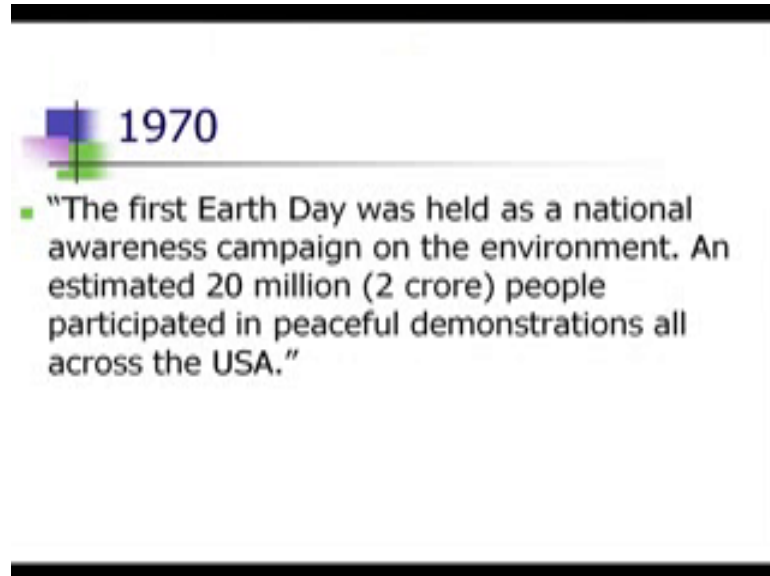 1970
“The first Earth Day was held as a national
awareness campaign on the environment. An
estimated 20 million (2 crore) people
participated in peaceful demonstrations all
across the USA.”